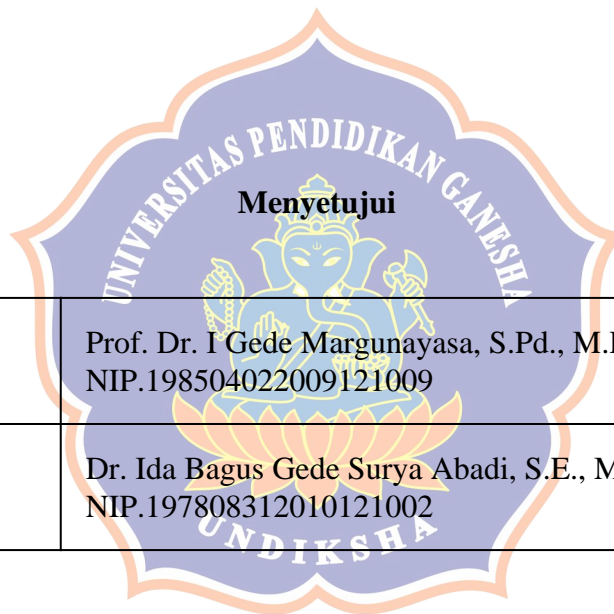 UNIVERSITAS PENDIDIKAN GANESHA
Menyetujui
Prof. Dr. I Gede Margunayasa, S.Pd.,
NIP.198504022009121009
Dr. Ida Bagus Gede Surya Abadi, S.E.,
NIP.197808312010121002
UNDIKSHA